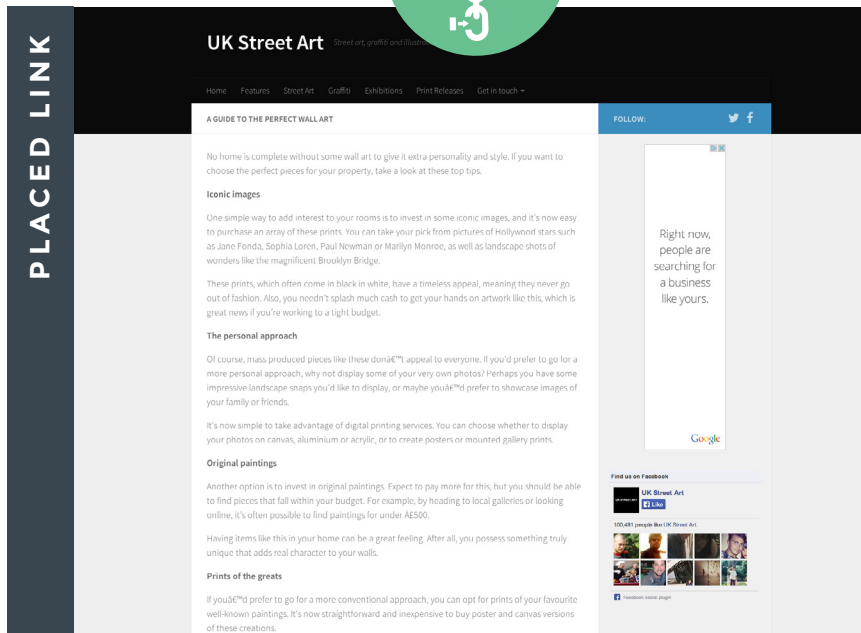 PLACED LINK
UK Street Art
Street art, graffiti and illustra
Home Features Street Art Graffiti Exhibitions Print Releases Get in touch
A GUIDE TO THE PERFECT WALL ART
No home is complete without some wall art to give it extra personality and style. If you want to
choose the perfect pieces for your property, take a look at these top tips.
Iconic images
One simple way to add interest to your rooms is to invest in some iconic images, and it's now easy
to purchase an array of these prints. You can take your pick from pictures of Hollywood stars such
as Jane Fonda, Sophia Loren, Paul Newman or Marilyn Monroe, as well as landscape shots of
wonders like the magnificent Brooklyn Bridge.
These prints, which often come in black in white, have a timeless appeal, meaning they never go
out of fashion. Also, you needn't splash much cash to get your hands on artwork like this, which is
great news if you're working to a tight budget.
The personal approach
Of course, mass produced pieces like these donâ€™t appeal to everyone. If you'd prefer to go for a
more personal approach, why not display some of your very own photos? Perhaps you have some
impressive landscape snaps you'd like to display, or maybe youâ€™d prefer to showcase images of
your family or friends.
It's now simple to take advantage of digital printing services. You can choose whether to display
your photos on canvas, aluminium or acrylic, or to create posters or mounted gallery prints.
Original paintings
Another option is to invest in original paintings. Expect to pay more for this, but you should be able
to find pieces that fall within your budget. For example, by heading to local galleries or looking
online, it's often possible to find paintings for under Â£500.
Having items like this in your home can be a great feeling. After all, you possess something truly
unique that adds real character to your walls.
Prints of the greats
If youâ€™d prefer to go for a more conventional approach, you can opt for prints of your favourite
well-known paintings. It's now straightforward and inexpensive to buy poster and canvas versions
of these creations.
FOLLOW:
Right now,
people are
searching for
a business
like yours.
Google
Find us on Facebook
UK Street Art
Like
100,481 people like UK Street Art.
Facebook social plugin